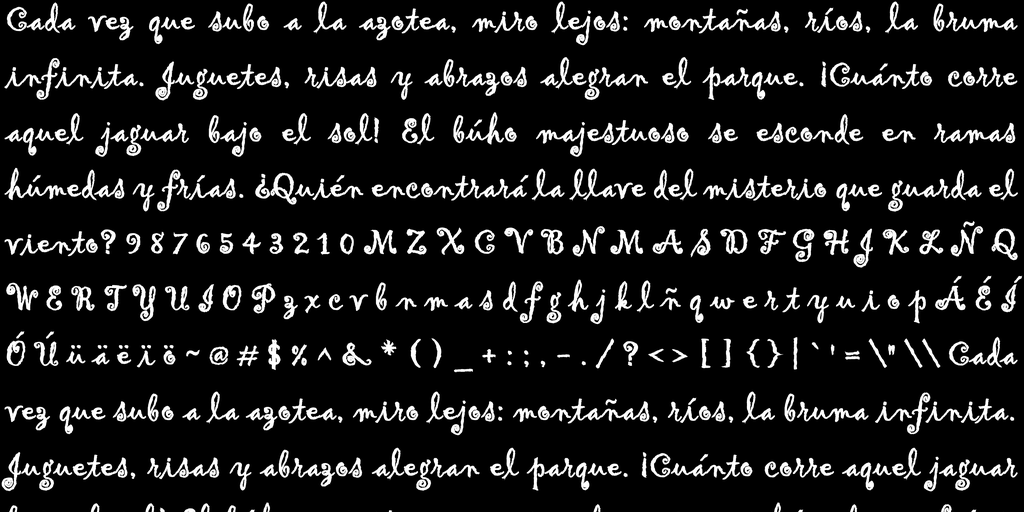 Cada vez que subo a la azotea, miro lejos: montañas, ríos, la bruma
infinita. Juguetes, risas y abrazos alegran el parque. ¡Cuánto corre
aquel jaguar bajo el sol! El búho majestuoso se esconde en ramas
húmedas y frías. ¿Quién encontrará la llave del misterio que guarda el
viento? 9 8 7 6 5 4 3 2 1 0 M Z X C V B N M A S D F G H J K L Ñ Q
W E R T Y U I O P z x c v b n m a s d f g h j k l ñ q w e r t y u i o p Á É Í
Ó Ú ü ä ë ï ö ~ @ # $ % ^ & * ( ) _ + : ; , - . / ? < > [ ] { } | ` ' = \ " \ \ Cada
vez que subo a la azotea, miro lejos: montañas, ríos, la bruma infinita.
Juguetes, risas y abrazos alegran el parque. ¡Cuánto corre aquel jaguar